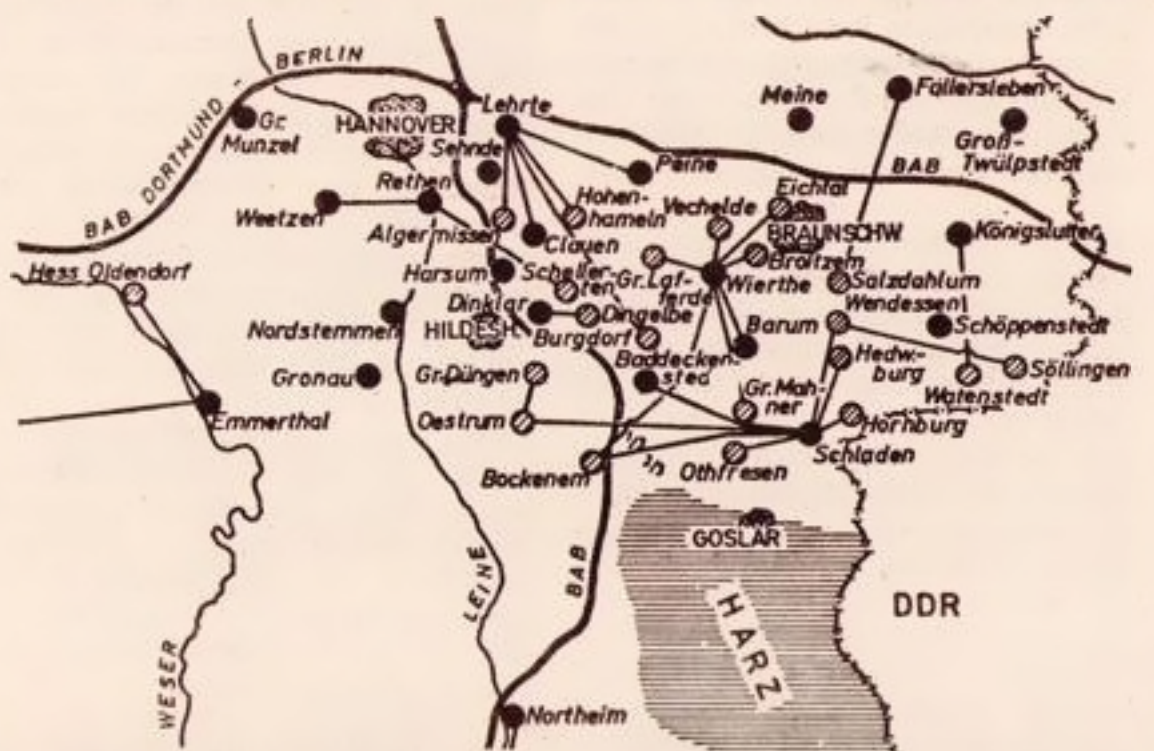 BERLIN
BAB DORTMUND -
Gr.
Munzel
HANNOVER
Lehrte
Meine
Fallersleben
Groß-
Twülpstedt
Sehnde
Peine
BAB
Rethen
Weetzen
Hohen-
hameln
Vechelde
Eichtal
BRAUNSCHW.
Königslutter
Algermissen
Clauen
Broitzem
Hess Oldendorf
Harsum
Scheller-
ten
Gr. Laf-
ferde
Wierthe
Salzdahlum
Wendessen
Nordstemmen
Dinklar
HILDESH.
Dingelbe
Burgdorf
Barum
Schöppenstedt
Gronau
Gr.Düngen
Baddecken-
sted
Hedw.-
burg
Söllingen
Watenstedt
Emmerthal
Oestrum
Gr. Mah-
ner
Hornburg
Schladen
Bockenem
Othfresen
GOSLAR
HARZ
DDR
LEINE
BAB
WESER
Northeim